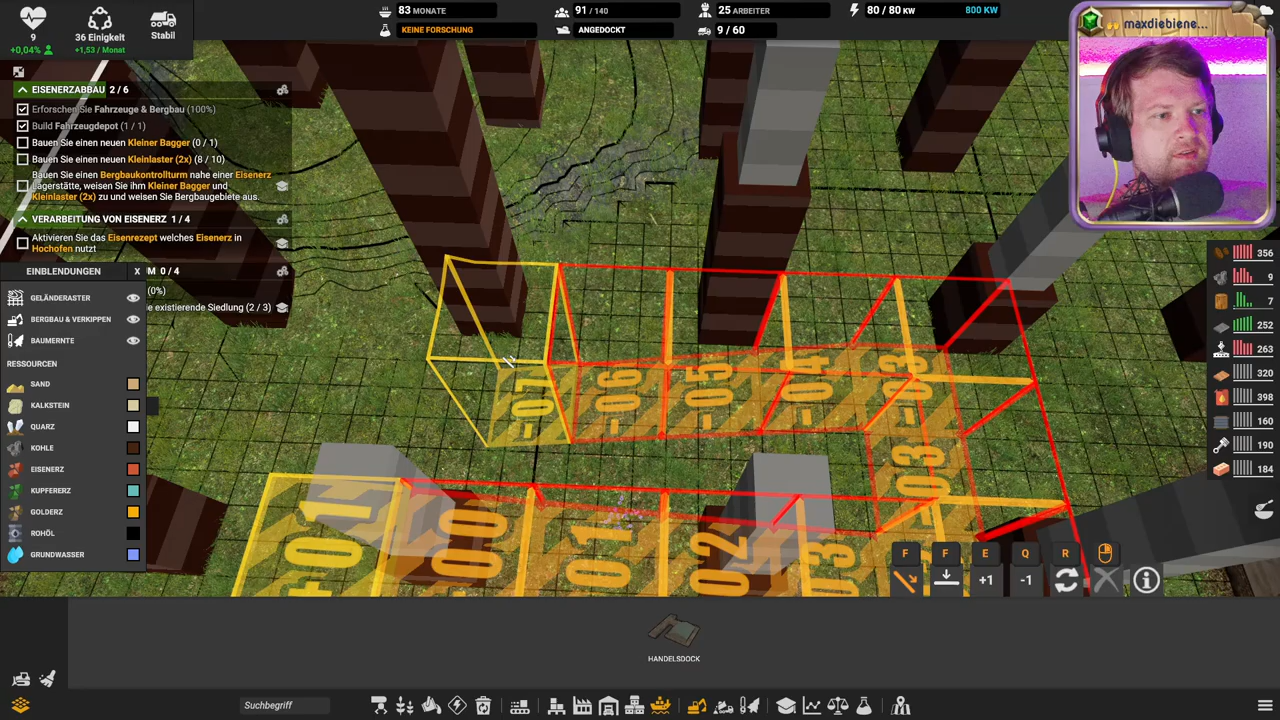 9
+0,04%
36 Einigkeit
+1,53 / Monat
Stabil
83 MONATE
KEINE FORSCHUNG
91 / 140
ANGEDOCKT
25 ARBEITER
9 / 60
80 / 80 KW
800 KW
maxdiebiene...
EISENERZABBAU 2 / 6
Erforschen Sie Fahrzeuge & Bergbau (100%)
Build Fahrzeugdepot (1 / 1)
Bauen Sie einen neuen Kleiner Bagger (0 / 1)
Bauen Sie einen neuen Kleinlaster (2x) (8 / 10)
Bauen Sie einen Bergbaukontrollturm nahe einer Eisenerz
Lagerstätte, weisen Sie ihm Kleiner Bagger und
Kleinlaster (2x) zu und weisen Sie Bergbaugebiete aus.
VERARBEITUNG VON EISENERZ 1 / 4
Aktivieren Sie das Eisenrezept welches Eisenerz in
Hochofen nutzt
EINBLENDUNGEN X
M 0 / 4
(0%)
e existierende Siedlung (2 / 3)
GELÄNDERASTER
BERGBAU & VERKIPPEN
BAUMERNTE
RESSOURCEN
SAND
KALKSTEIN
QUARZ
KOHLE
EISENERZ
KUPFERERZ
GOLDERZ
ROHÖL
GRUNDWASSER
356
9
7
252
263
320
398
160
190
184
-07
-06
-05
-04
-03
-03
+01
00
01
02
03
F
F
E
Q
R
+1
-1
HANDELSDOCK
Suchbegriff